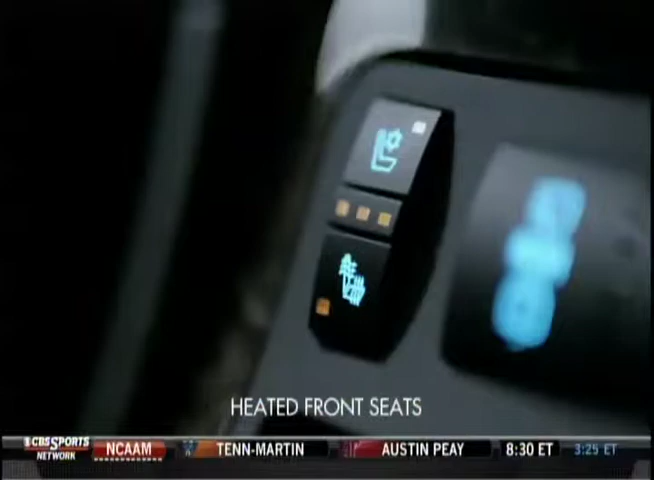 HEATED FRONT SEATS
CBS SPORTS NETWORK NCAAM TENN-MARTIN AUSTIN PEAY 8:30 ET 3:25 ET